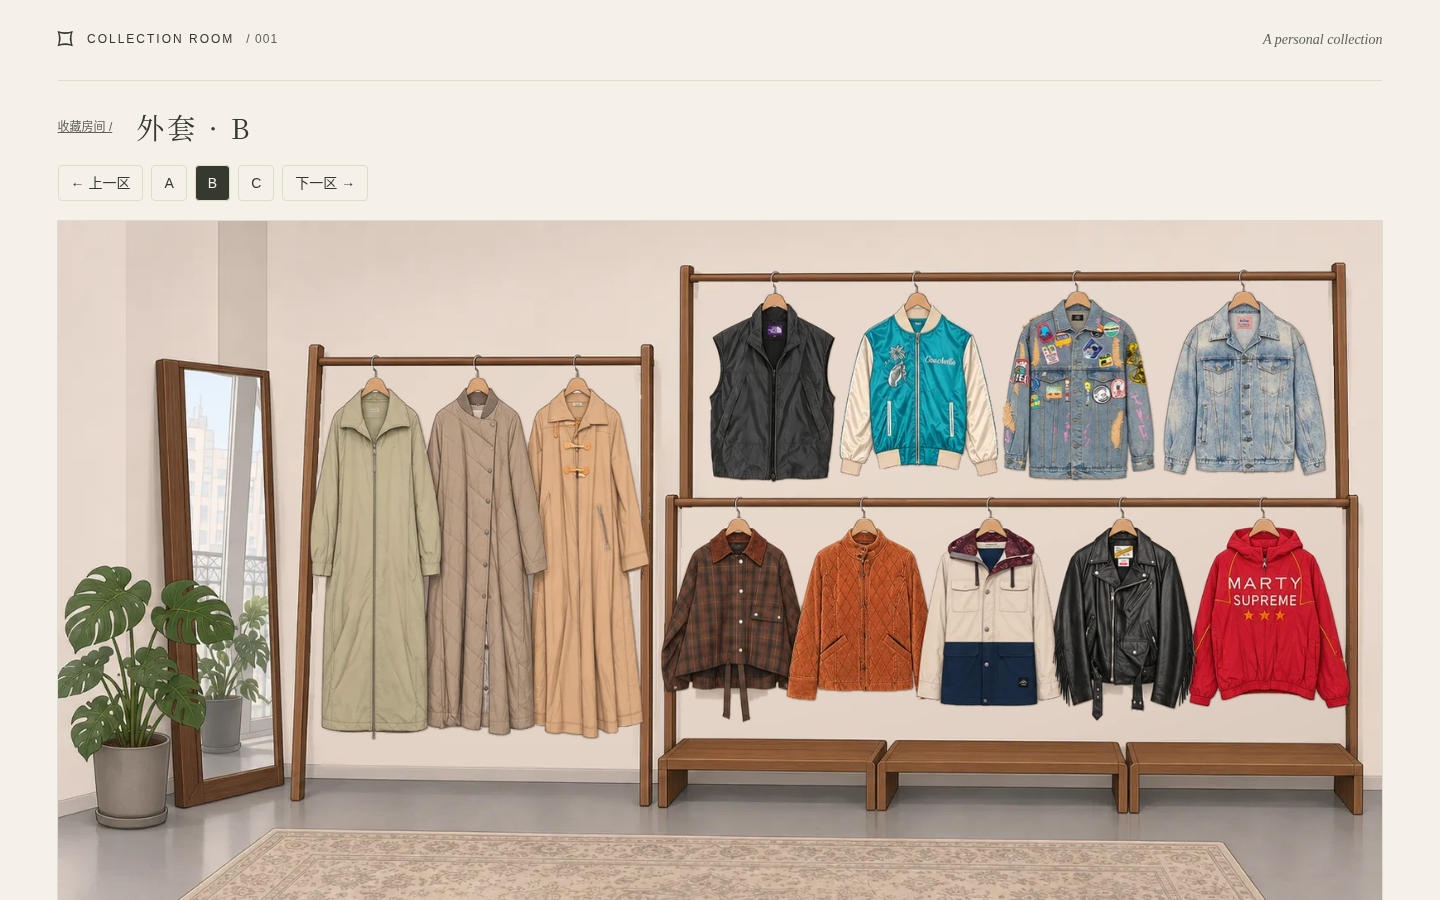 COLLECTION ROOM / 001
A personal collection
收藏房间 /
外套 · B
← 上一区
A
B
C
下一区 →
Coachella
MARTY
SUPREME